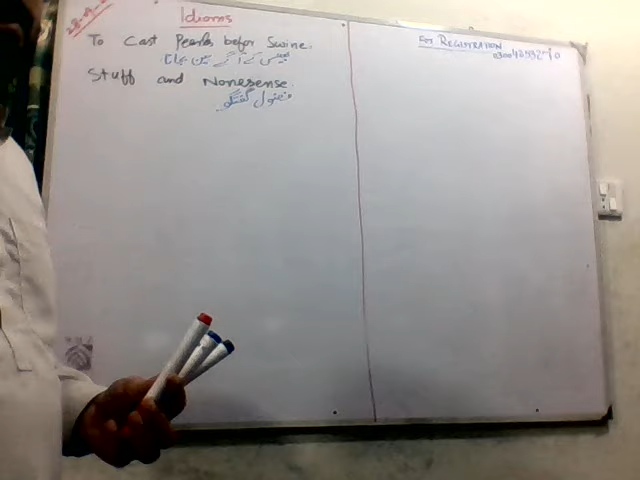 Idioms
To Cast Pearls befor Swine.
بھینس کے آگے بین بجانا
Stuff and Nonesense
فضول گفتگو
For Registration